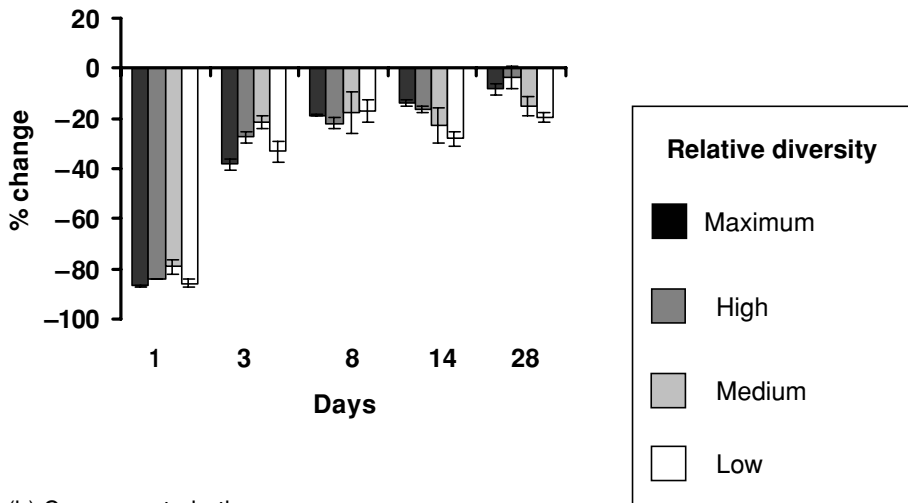 20
0
−20
−40
−60
−80
−100
% change
1 3 8 14 28
Days
Relative diversity
Maximum
High
Medium
Low